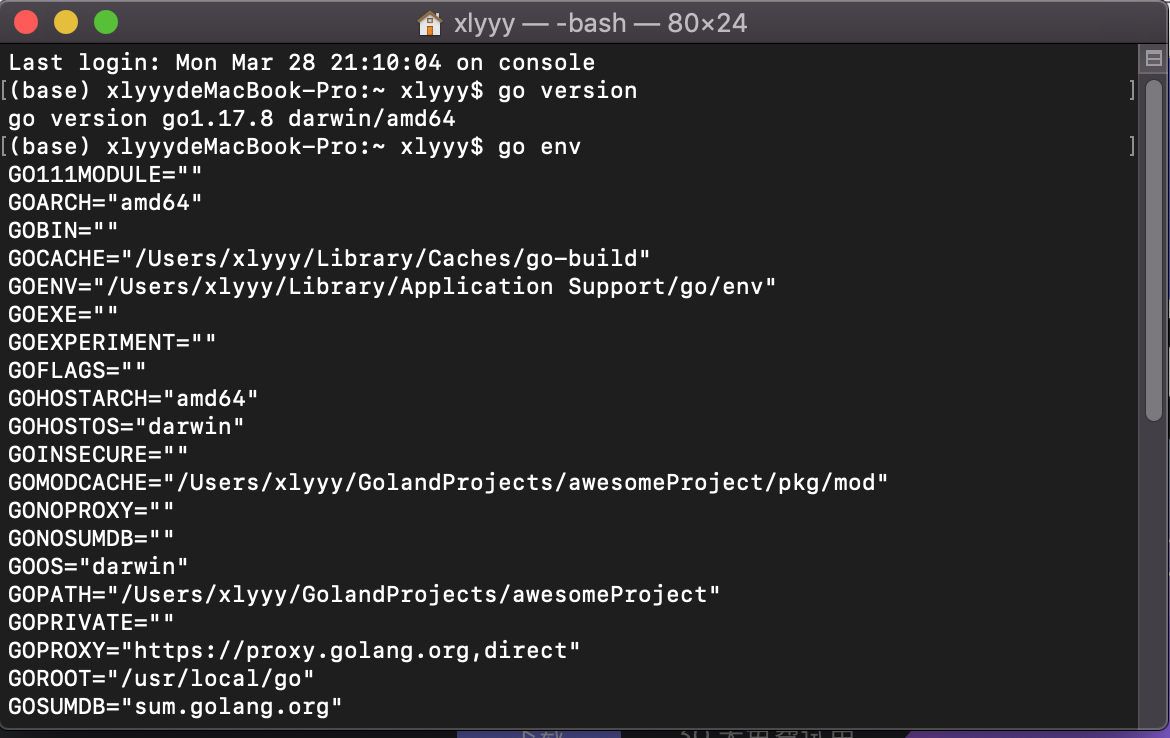 xlyyy — -bash — 80×24
Last login: Mon Mar 28 21:10:04 on console
[(base) xlyyydeMacBook-Pro:~ xlyyy$ go version ]
go version go1.17.8 darwin/amd64
[(base) xlyyydeMacBook-Pro:~ xlyyy$ go env ]
GO111MODULE=""
GOARCH="amd64"
GOBIN=""
GOCACHE="/Users/xlyyy/Library/Caches/go-build"
GOENV="/Users/xlyyy/Library/Application Support/go/env"
GOEXE=""
GOEXPERIMENT=""
GOFLAGS=""
GOHOSTARCH="amd64"
GOHOSTOS="darwin"
GOINSECURE=""
GOMODCACHE="/Users/xlyyy/GolandProjects/awesomeProject/pkg/mod"
GONOPROXY=""
GONOSUMDB=""
GOOS="darwin"
GOPATH="/Users/xlyyy/GolandProjects/awesomeProject"
GOPRIVATE=""
GOPROXY="https://proxy.golang.org,direct"
GOROOT="/usr/local/go"
GOSUMDB="sum.golang.org"